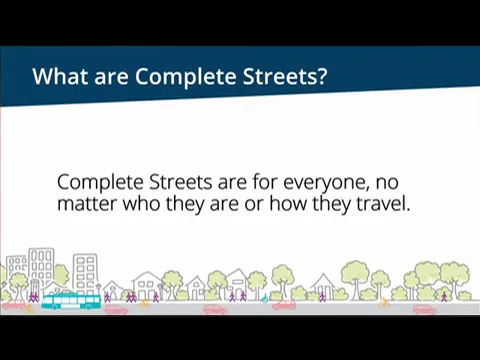 What are Complete Streets?
Complete Streets are for everyone, no
matter who they are or how they travel.